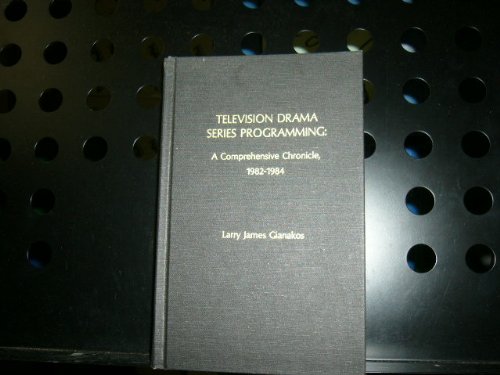 TELEVISION DRAMA
SERIES PROGRAMMING:
A Comprehensive Chronicle,
1982-1984
Larry James Gianakos